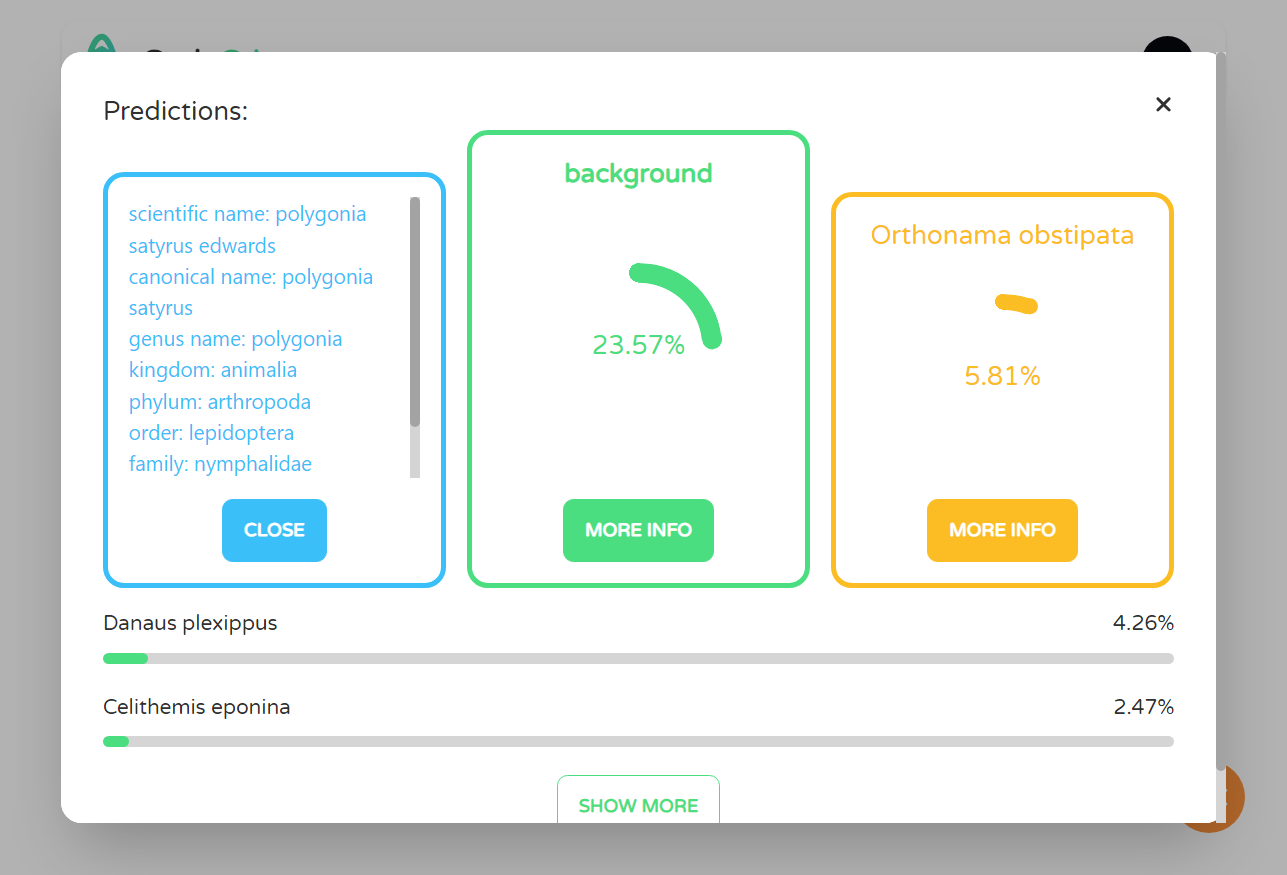 Predictions:
scientific name: polygonia
satyrus edwards
canonical name: polygonia
satyrus
genus name: polygonia
kingdom: animalia
phylum: arthropoda
order: lepidoptera
family: nymphalidae
CLOSE
background
23.57%
MORE INFO
Orthonama obstipata
5.81%
MORE INFO
Danaus plexippus 4.26%
Celithemis eponina 2.47%
SHOW MORE